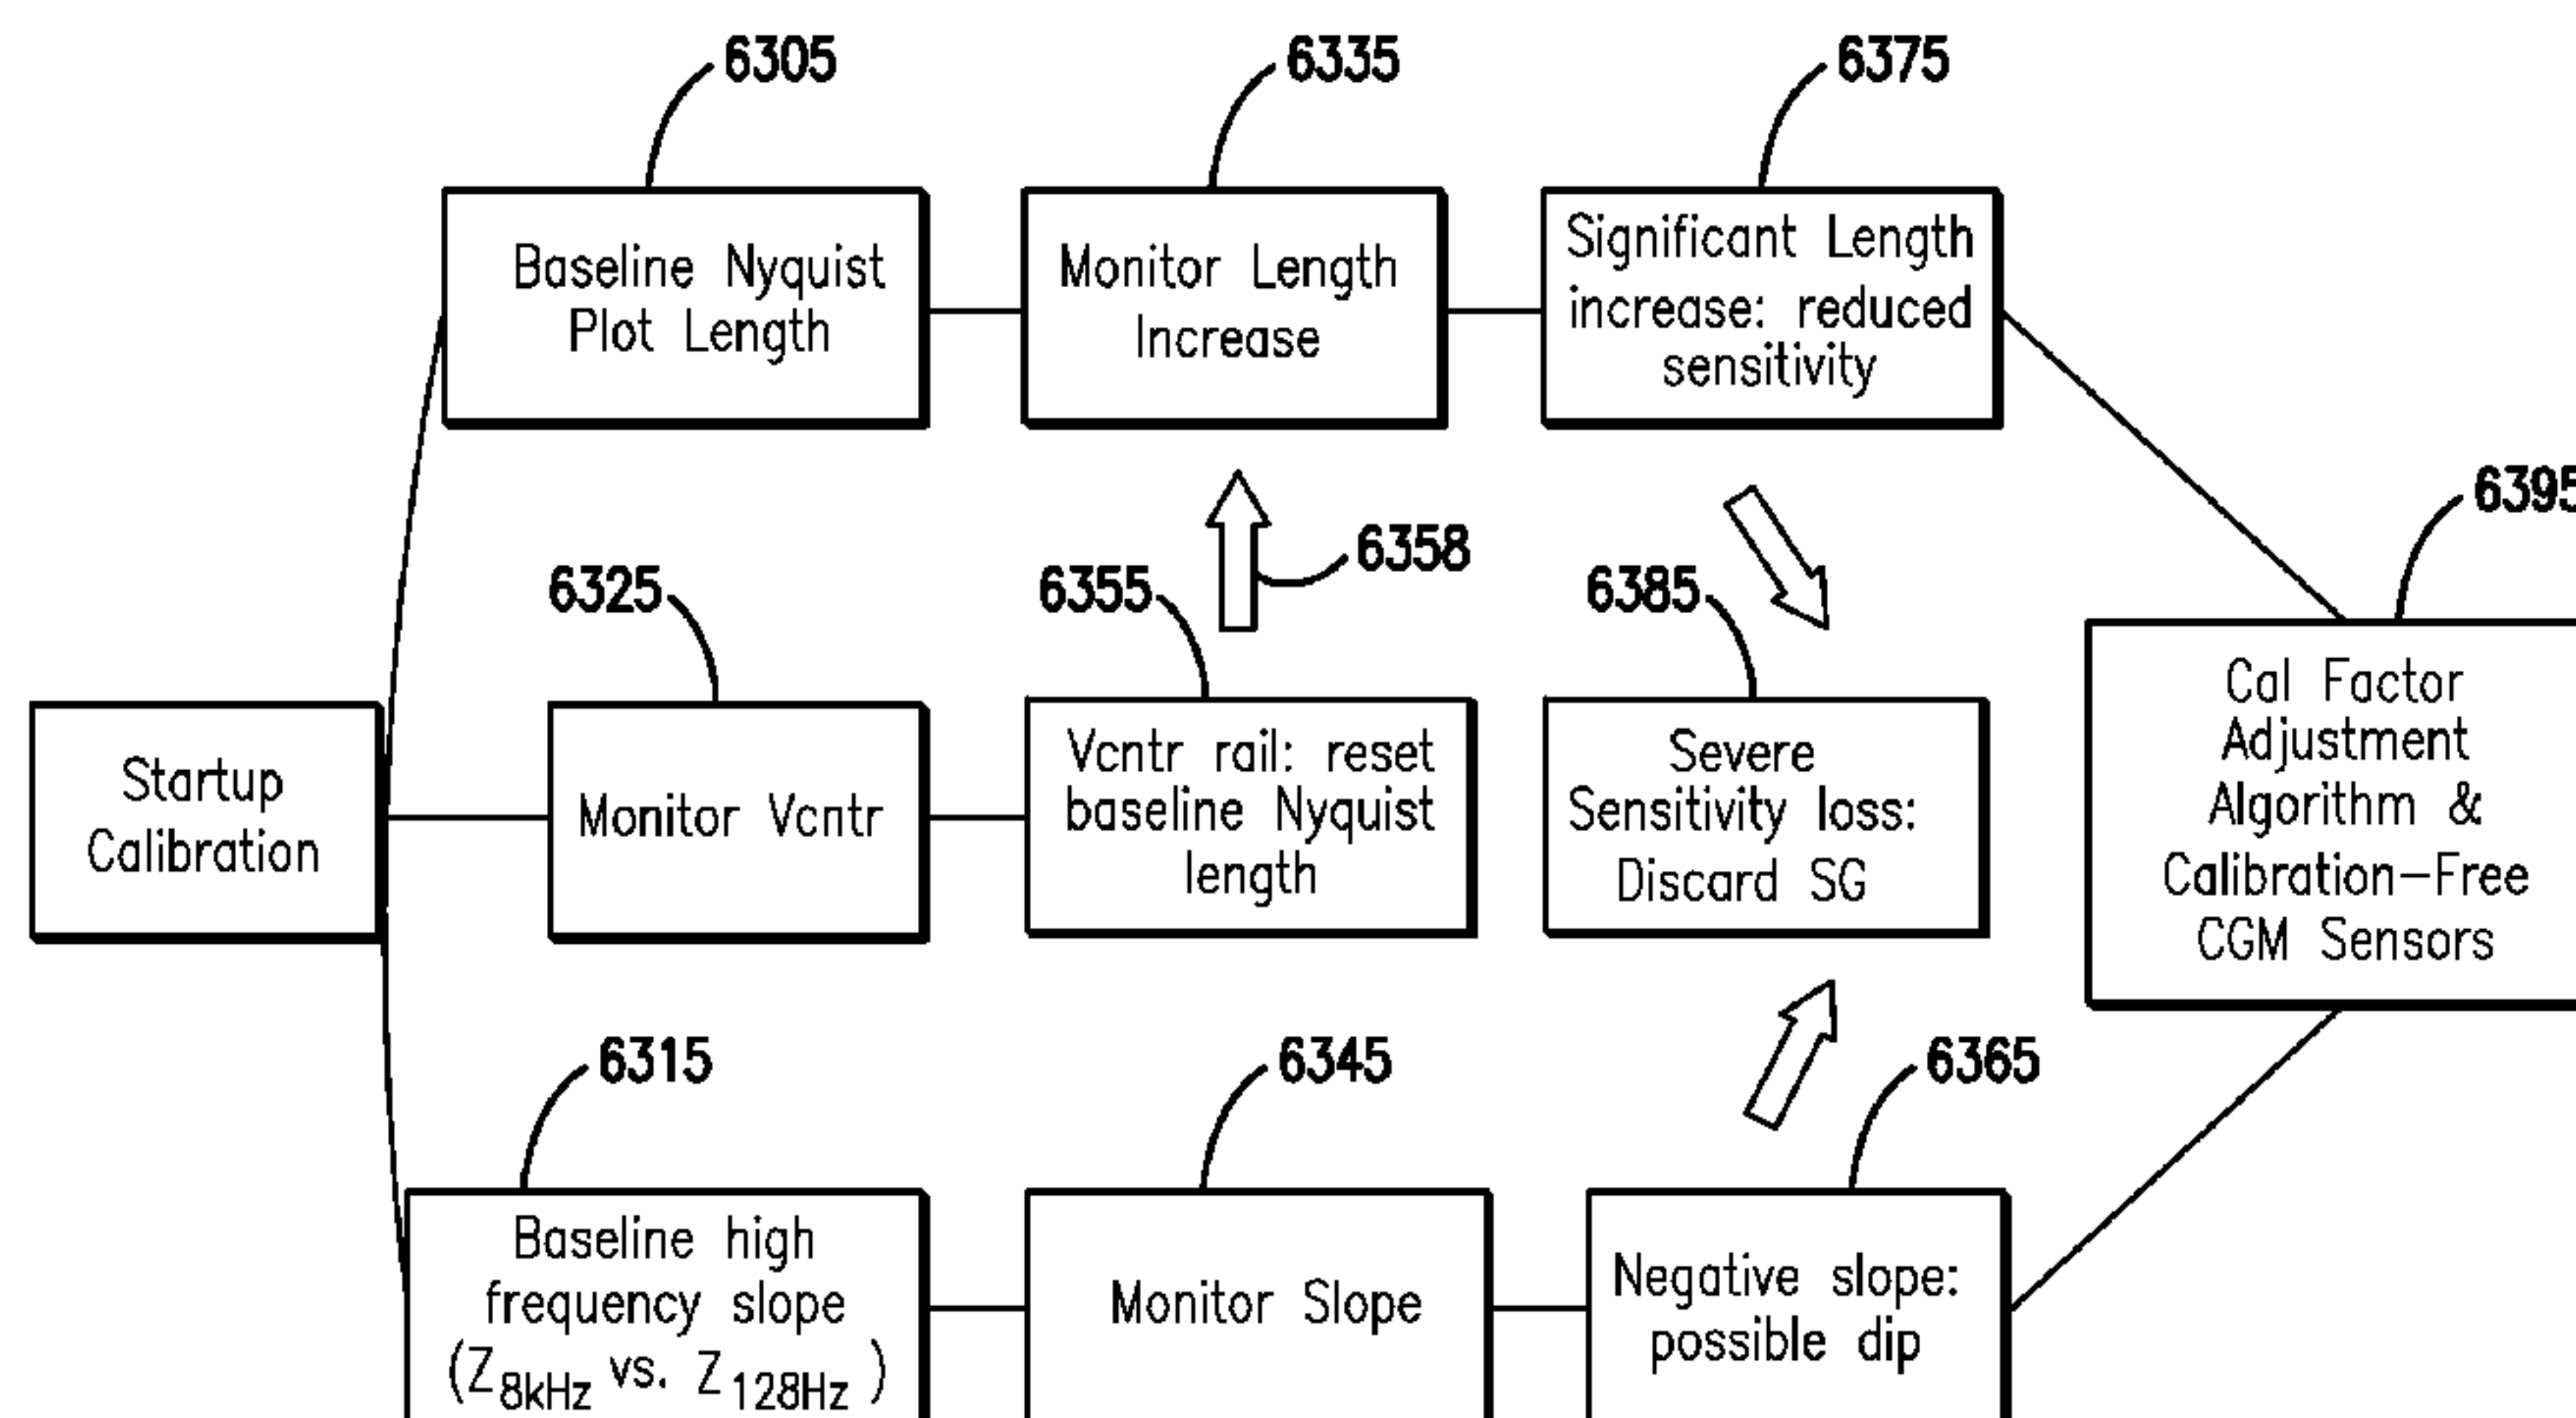 6305
6335
6375
Baseline Nyquist
Plot Length
Monitor Length
Increase
Significant Length
increase: reduced
sensitivity
6395
6358
6325
6355
6385
Startup
Calibration
Monitor Vcntr
Vcntr rail: reset
baseline Nyquist
length
Severe
Sensitivity loss:
Discard SG
Cal Factor
Adjustment
Algorithm &
Calibration-Free
CGM Sensors
6315
6345
6365
Baseline high
frequency slope
(Z8kHz vs. Z128Hz )
Monitor Slope
Negative slope:
possible dip